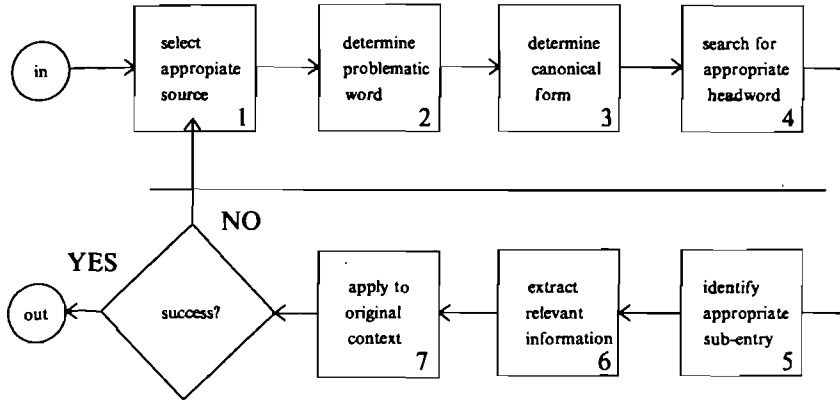 in
select
appropiate
source
1
determine
problematic
word
2
determine
canonical
form
3
search for
appropriate
headword
4
NO
YES
out
success?
apply to
original
context
7
extract
relevant
information
6
identify
appropriate
sub-entry
5